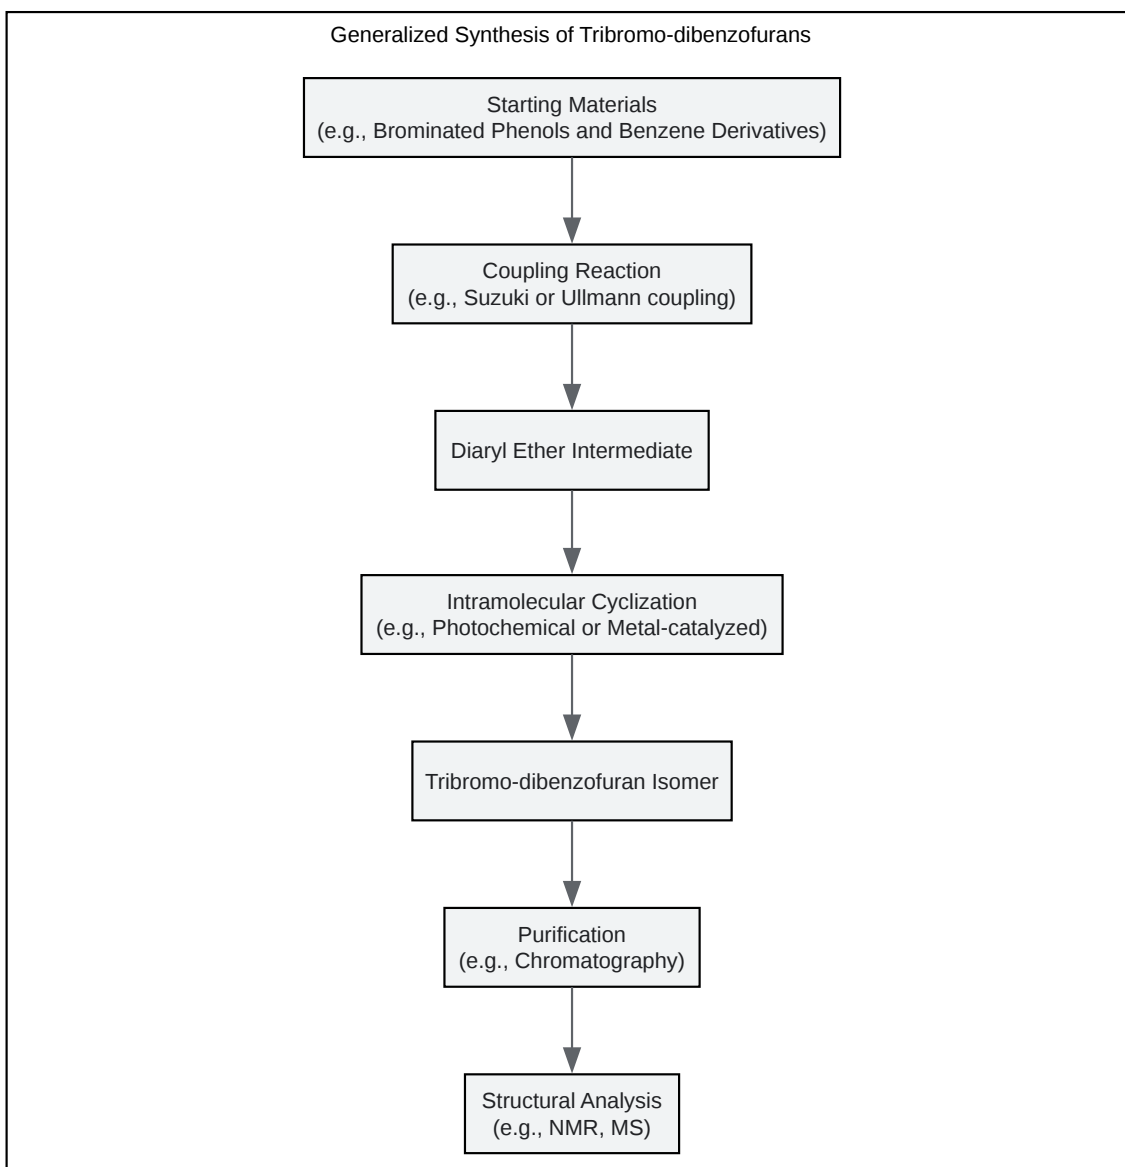 Generalized Synthesis of Tribromo-dibenzofurans
Starting Materials
(e.g., Brominated Phenols and Benzene Derivatives)
Coupling Reaction
(e.g., Suzuki or Ullmann coupling)
Diaryl Ether Intermediate
Intramolecular Cyclization
(e.g., Photochemical or Metal-catalyzed)
Tribromo-dibenzofuran Isomer
Purification
(e.g., Chromatography)
Structural Analysis
(e.g., NMR, MS)